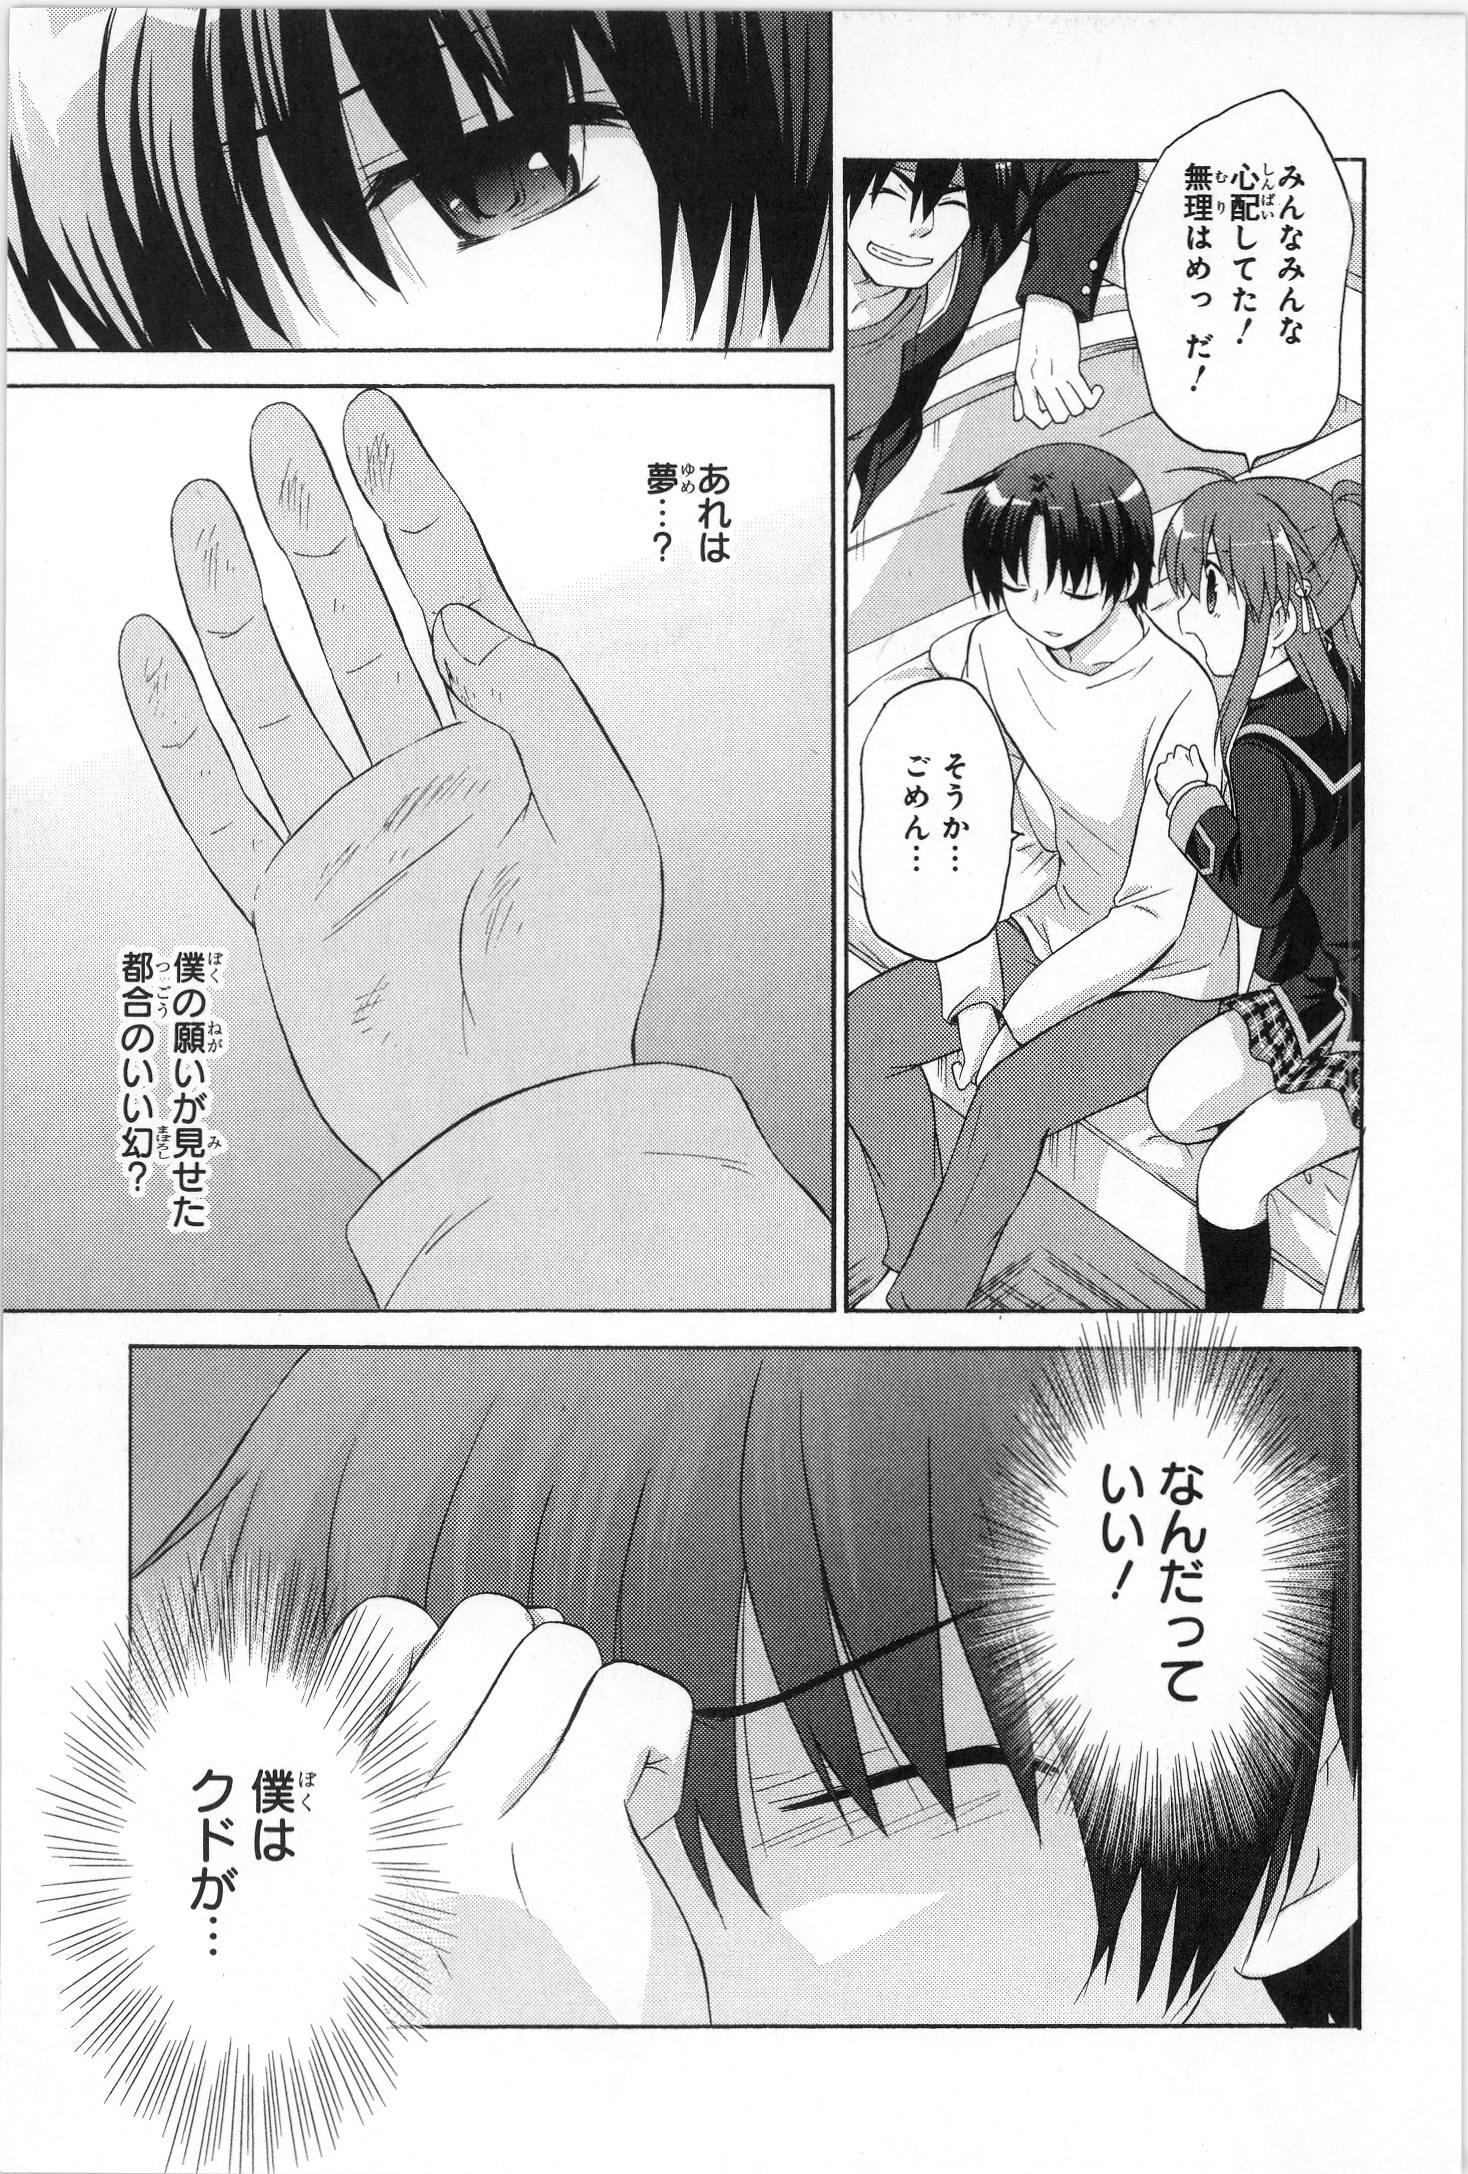 みんなみんな
心配してた！
無理はめっ だ！
そうか…
ごめん…
あれは
夢…？
僕の願いが見せた
都合のいい幻？
なんだって
いい！
僕は
クドが…